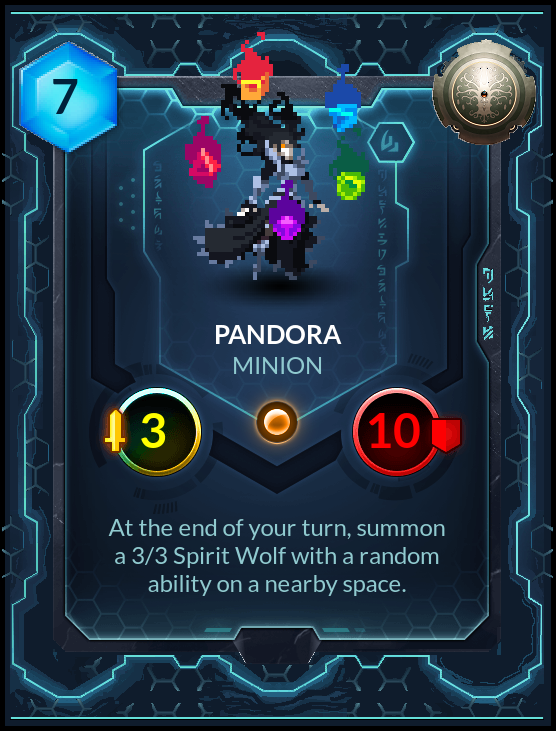 7
PANDORA
MINION
3
10
At the end of your turn, summon
a 3/3 Spirit Wolf with a random
ability on a nearby space.